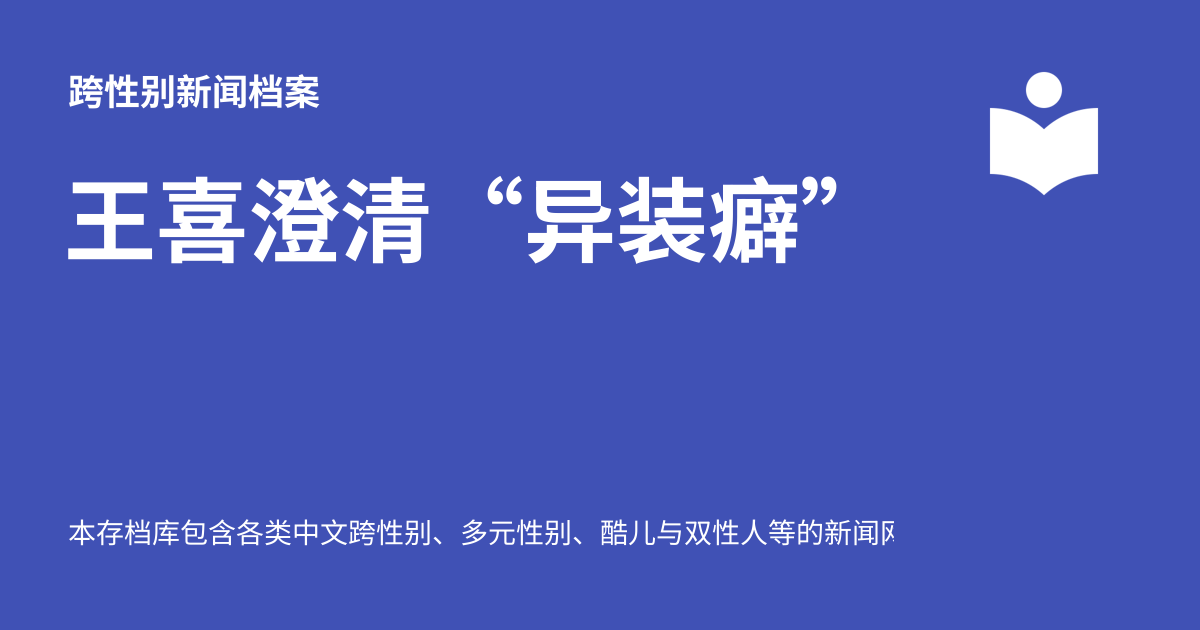 跨性别新闻档案
王喜澄清 “异装癖”
本存档库包含各类中文跨性别、多元性别、酷儿与双性人等的新闻